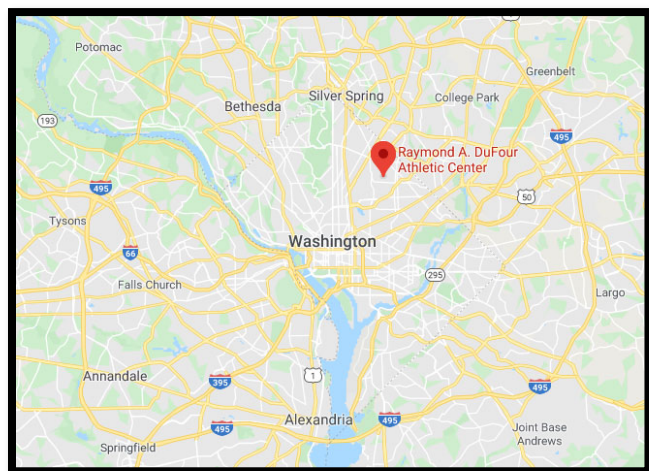 1
Potomac
Greenbelt
Silver Spring
College Park
Bethesda
193
495
Raymond A. DuFour
Athletic Center
495
50
Tysons
Washington
66
295
Falls Church
Largo
Annandale
395
1
495
Alexandria
495
495
Joint Base
Andrews
Springfield